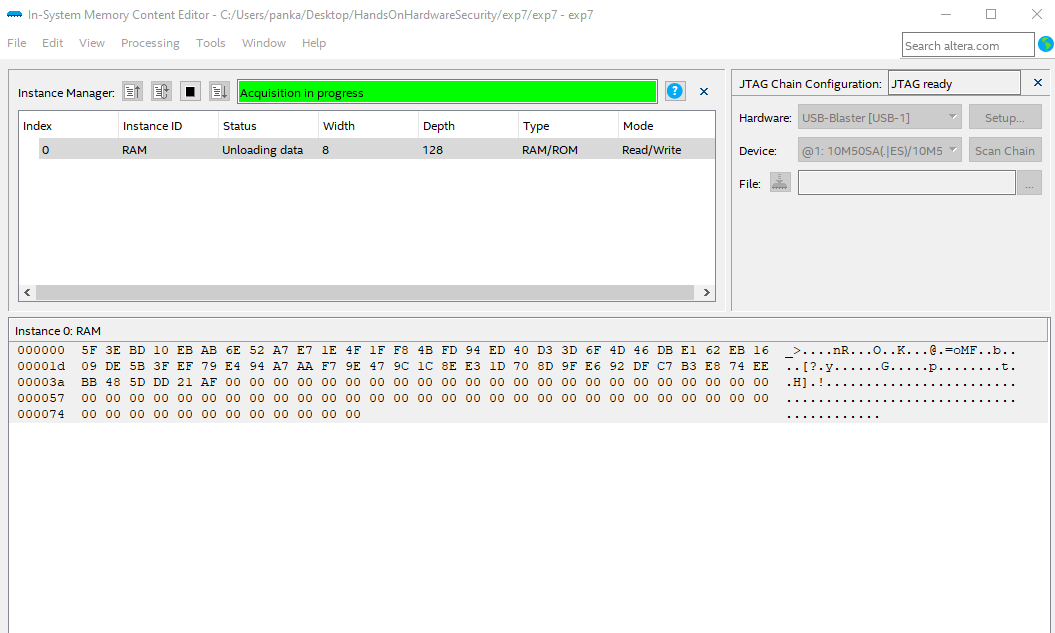 In-System Memory Content Editor - C:/Users/panka/Desktop/HandsOnHardwareSecurity/exp7/exp7 - exp7
File Edit View Processing Tools Window Help
Search altera.com
Instance Manager: Acquisition in progress
Index Instance ID Status Width Depth Type Mode
0 RAM Unloading data 8 128 RAM/ROM Read/Write
JTAG Chain Configuration: JTAG ready
Hardware: USB-Blaster [USB-1] Setup...
Device: @1: 10M50SA(.|ES)/10M5 Scan Chain
File: ...
Instance 0: RAM
000000 5F 3E BD 10 EB AB 6E 52 A7 E7 1E 4F 1F F8 4B FD 94 ED 40 D3 3D 6F 4D 46 DB E1 62 EB 16 _>....nR...O..K...@.=oMF..b..
00001d 09 DE 5B 3F EF 79 E4 94 A7 AA F7 9E 47 9C 1C 8E E3 1D 70 8D 9F E6 92 DF C7 B3 E8 74 EE ..[?.y......G.....p........t.
00003a BB 48 5D DD 21 AF 00 00 00 00 00 00 00 00 00 00 00 00 00 00 00 00 00 00 00 00 00 00 00 .H].!........................
000057 00 00 00 00 00 00 00 00 00 00 00 00 00 00 00 00 00 00 00 00 00 00 00 00 00 00 00 00 00 .............................
000074 00 00 00 00 00 00 00 00 00 00 00 00 ............